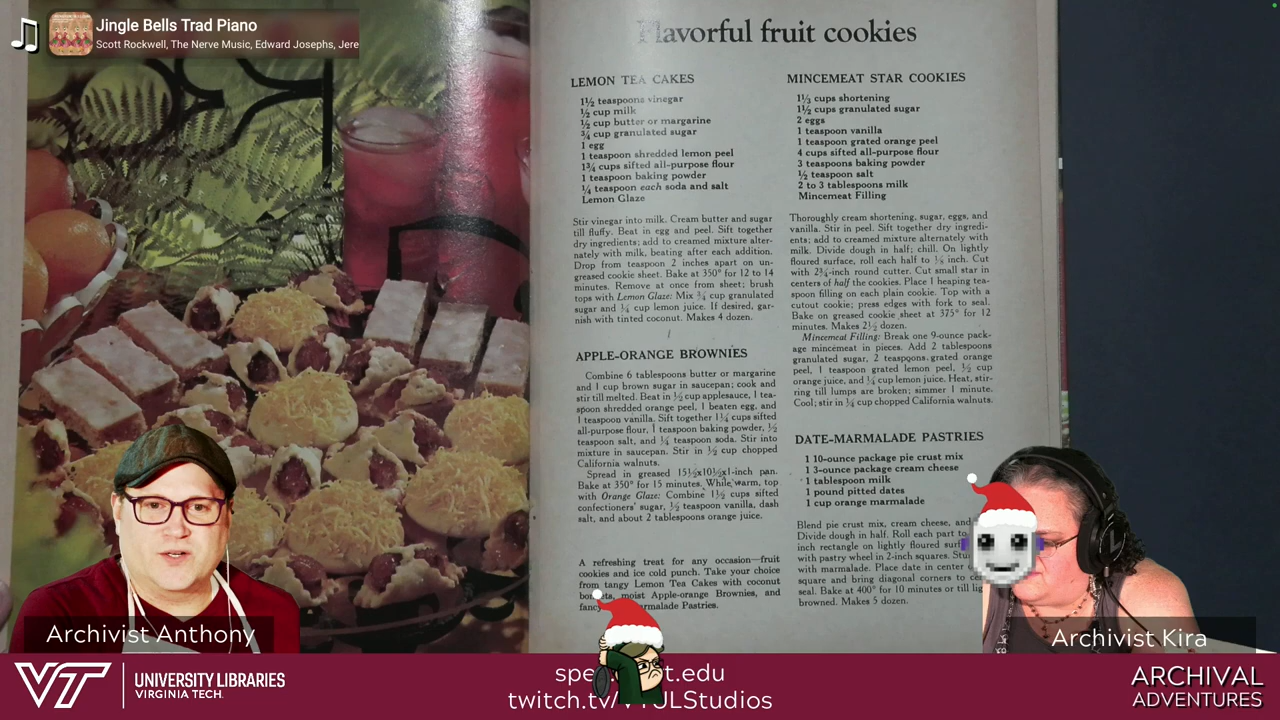 Jingle Bells Trad Piano
Scott Rockwell, The Nerve Music, Edward Josephs, Jere
Flavorful fruit cookies
LEMON TEA CAKES
1½ teaspoons vinegar
½ cup milk
½ cup butter or margarine
¾ cup granulated sugar
1 egg
1 teaspoon shredded lemon peel
1¾ cups sifted all-purpose flour
1 teaspoon baking powder
¼ teaspoon each soda and salt
Lemon Glaze
Stir vinegar into milk. Cream butter and sugar
till fluffy. Beat in egg and peel. Sift together
dry ingredients; add to creamed mixture alter-
nately with milk, beating after each addition.
Drop from teaspoon 2 inches apart on un-
greased cookie sheet. Bake at 350° for 12 to 14
minutes. Remove at once from sheet; brush
tops with Lemon Glaze: Mix ¾ cup granulated
sugar and ¼ cup lemon juice. If desired, gar-
nish with tinted coconut. Makes 4 dozen.
APPLE-ORANGE BROWNIES
Combine 6 tablespoons butter or margarine
and 1 cup brown sugar in saucepan; cook and
stir till melted. Beat in ½ cup applesauce, 1 tea-
spoon shredded orange peel, 1 beaten egg, and
1 teaspoon vanilla. Sift together 1¼ cups sifted
all-purpose flour, 1 teaspoon baking powder, ½
teaspoon salt, and ¼ teaspoon soda. Stir into
mixture in saucepan. Stir in ½ cup chopped
California walnuts.
Spread in greased 15½x10½x1-inch pan.
Bake at 350° for 15 minutes. While warm, top
with Orange Glaze: Combine 1½ cups sifted
confectioners' sugar, ½ teaspoon vanilla, dash
salt, and about 2 tablespoons orange juice.
A refreshing treat for any occasion—fruit
cookies and ice cold punch. Take your choice
from tangy Lemon Tea Cakes with coconut
moist Apple-orange Brownies, and
fancy Pastries.
MINCEMEAT STAR COOKIES
1⅓ cups shortening
1½ cups granulated sugar
2 eggs
1 teaspoon vanilla
1 teaspoon grated orange peel
4 cups sifted all-purpose flour
3 teaspoons baking powder
½ teaspoon salt
2 to 3 tablespoons milk
Mincemeat Filling
Thoroughly cream shortening, sugar, eggs, and
vanilla. Stir in peel. Sift together dry ingredi-
ents; add to creamed mixture alternately with
milk. Divide dough in half; chill. On lightly
floured surface, roll each half to ⅛ inch. Cut
with 2¾-inch round cutter. Cut small star in
centers of half the cookies. Place 1 heaping tea-
spoon filling on each plain cookie. Top with a
cutout cookie; press edges with fork to seal.
Bake on greased cookie sheet at 375° for 12
minutes. Makes 2½ dozen.
Mincemeat Filling: Break one 9-ounce pack-
age mincemeat in pieces. Add 2 tablespoons
granulated sugar, 2 teaspoons grated orange
peel, 1 teaspoon grated lemon peel, ½ cup
orange juice, and ¼ cup lemon juice. Heat, stir-
ring till lumps are broken; simmer 1 minute.
Cool; stir in ¼ cup chopped California walnuts.
DATE-MARMALADE PASTRIES
1 10-ounce package pie crust mix
1 3-ounce package cream cheese
1 tablespoon milk
1 pound pitted dates
1 cup orange marmalade
Blend pie crust mix, cream cheese, and
Divide dough in half. Roll each part to
inch rectangle on lightly floured
with pastry wheel in 2-inch squares.
with marmalade. Place date in center
square and bring diagonal corners to
seal. Bake at 400° for 10 minutes or till
browned. Makes 5 dozen.
Archivist Anthony
Archivist Kira
VT UNIVERSITY LIBRARIES
VIRGINIA TECH.
twitch.tv/
ARCHIVAL
ADVENTURES